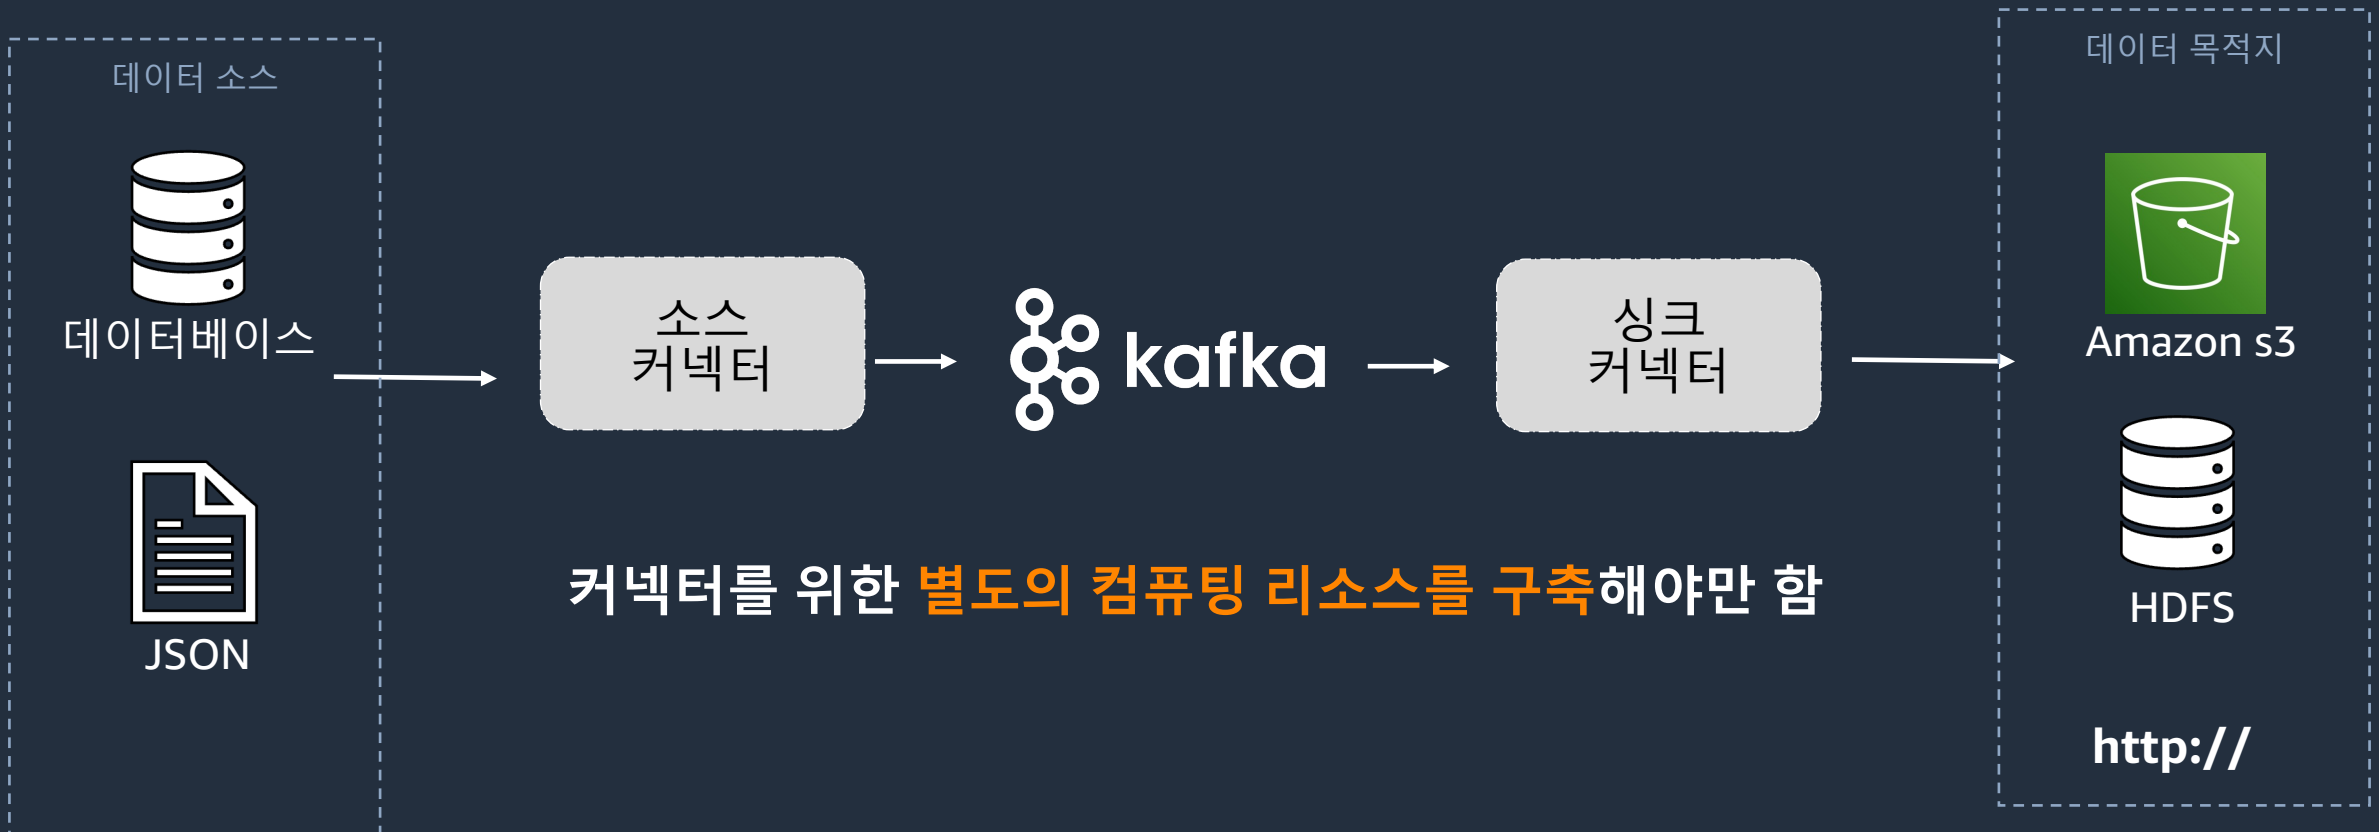 데이터 소스
데이터베이스
JSON
소스
커넥터
kafka
싱크
커넥터
커넥터를 위한 별도의 컴퓨팅 리소스를 구축해야만 함
데이터 목적지
Amazon s3
HDFS
http://